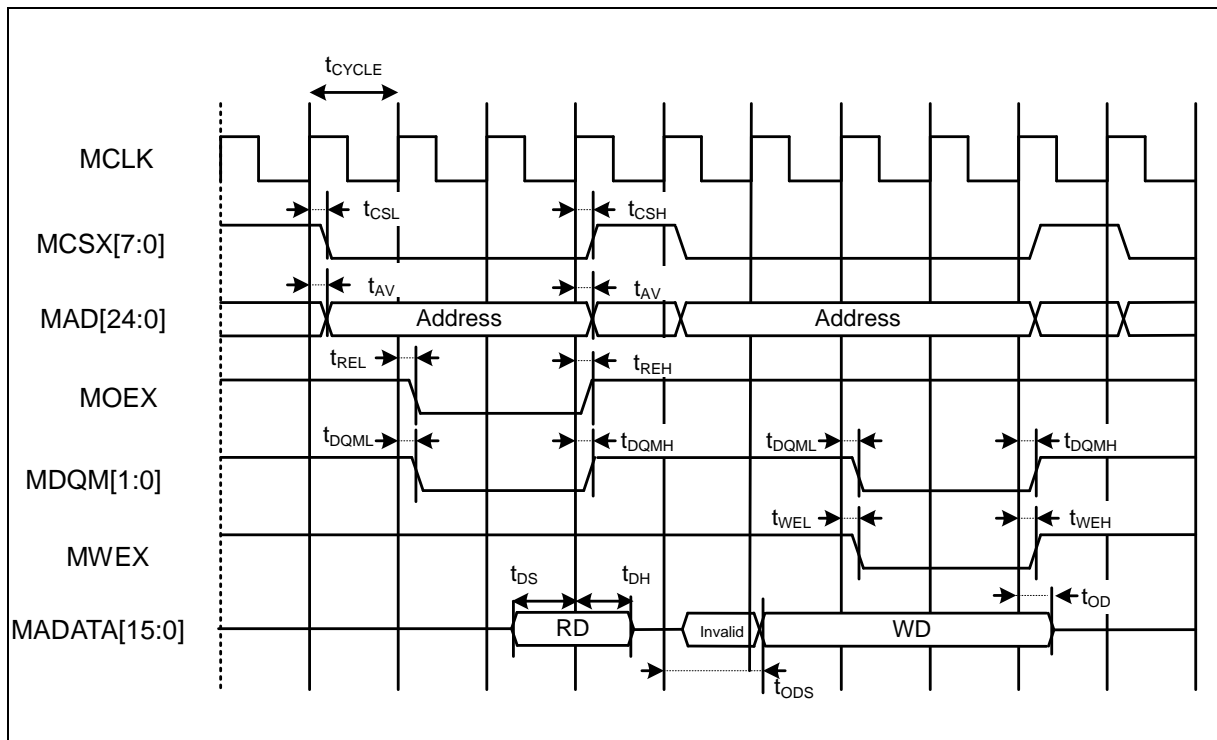 tCYCLE
MCLK
tCSL tCSH
MCSX[7:0]
tAV tAV
MAD[24:0] Address Address
tREL tREH
MOEX
tDQML tDQMH tDQML tDQMH
MDQM[1:0]
tWEL tWEH
MWEX
tDS tDH
tOD
MADATA[15:0] RD Invalid WD
tODS